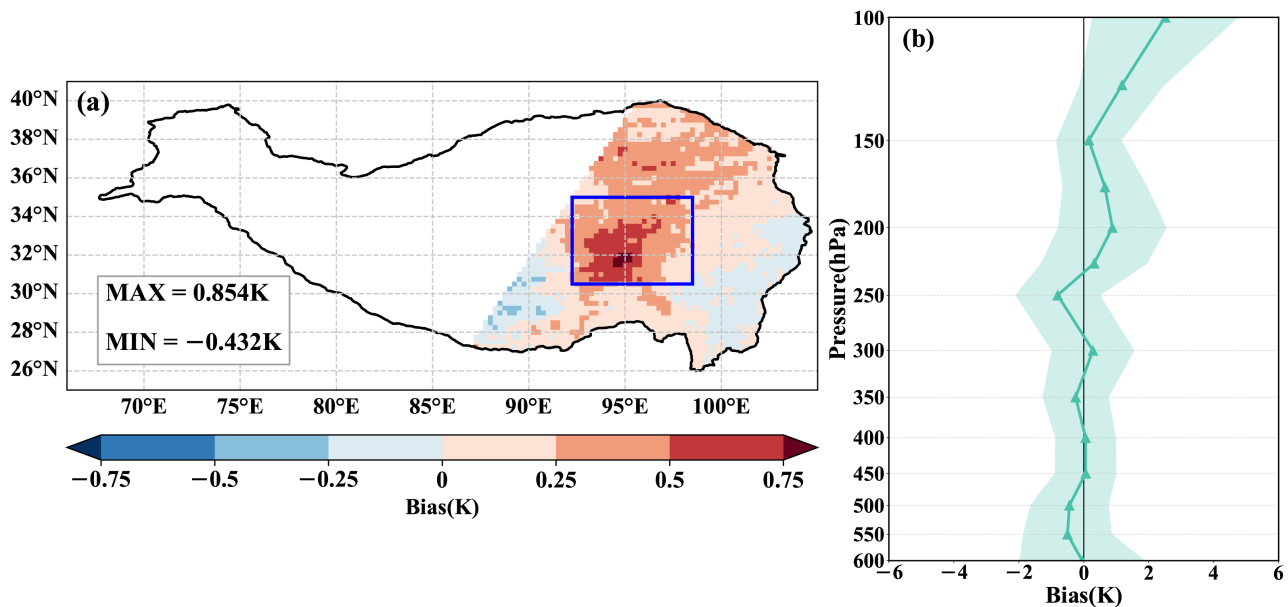 (a)
40°N
38°N
36°N
34°N
32°N
30°N
28°N
26°N
MAX = 0.854K
MIN = −0.432K
70°E
75°E
80°E
85°E
90°E
95°E
100°E
−0.75
−0.5
−0.25
0
0.25
0.5
0.75
Bias(K)
(b)
Pressure(hPa)
100
150
200
250
300
350
400
450
500
550
600
−6
−4
−2
0
2
4
6
Bias(K)